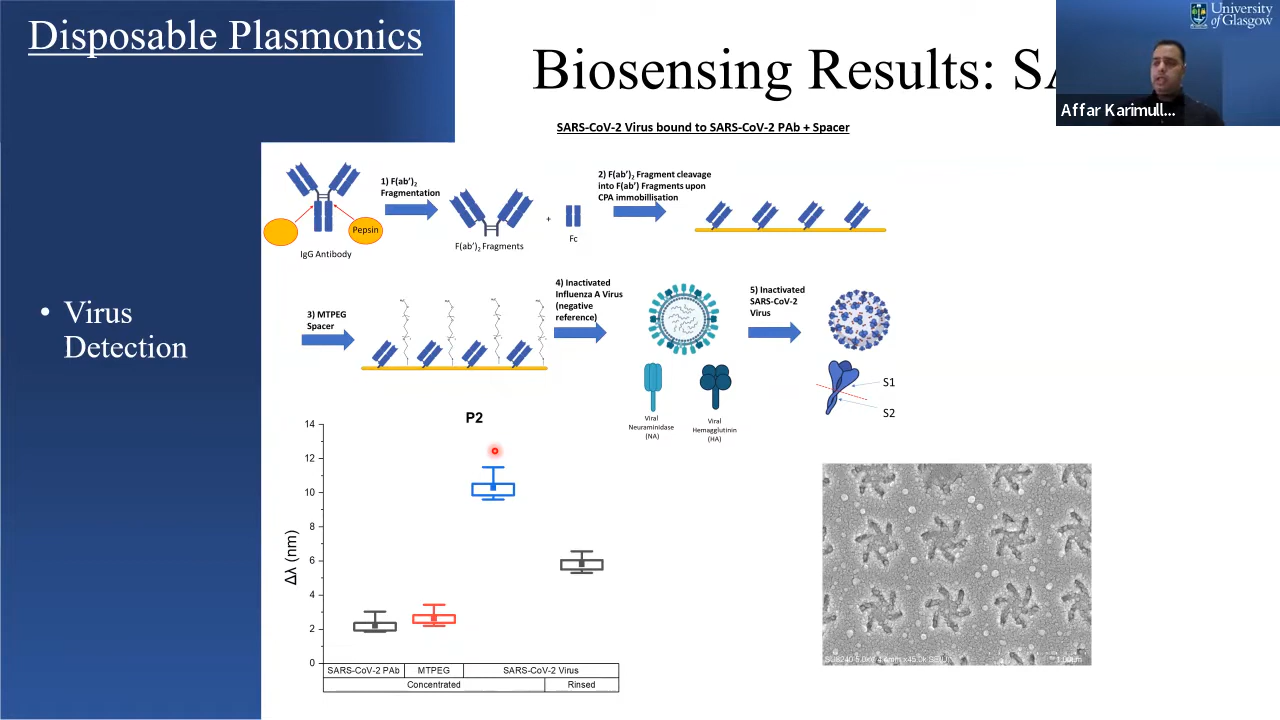 Disposable Plasmonics
Biosensing Results: SA
University
of Glasgow
Affar Karimull...
SARS-CoV-2 Virus bound to SARS-CoV-2 PAb + Spacer
1) F(ab')₂
Fragmentation
2) F(ab')₂ Fragment cleavage
into F(ab') Fragments upon
CPA immobilisation
Pepsin
IgG Antibody
F(ab')₂ Fragments
+
Fc
• Virus
Detection
3) MTPEG
Spacer
4) Inactivated
Influenza A Virus
(negative
reference)
5) Inactivated
SARS-CoV-2
Virus
Viral
Neuraminidase
(NA)
Viral
Hemagglutinin
(HA)
S1
S2
P2
14
12
10
8
6
4
2
0
Δλ (nm)
SARS-CoV-2 PAb
MTPEG
SARS-CoV-2 Virus
Concentrated
Rinsed
1.00um